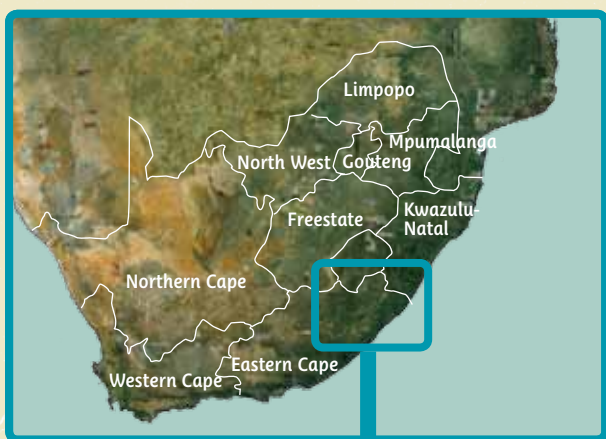 Limpopo
Mpumalanga
North West
Gouteng
Freestate
Kwazulu-
Natal
Northern Cape
Eastern Cape
Western Cape